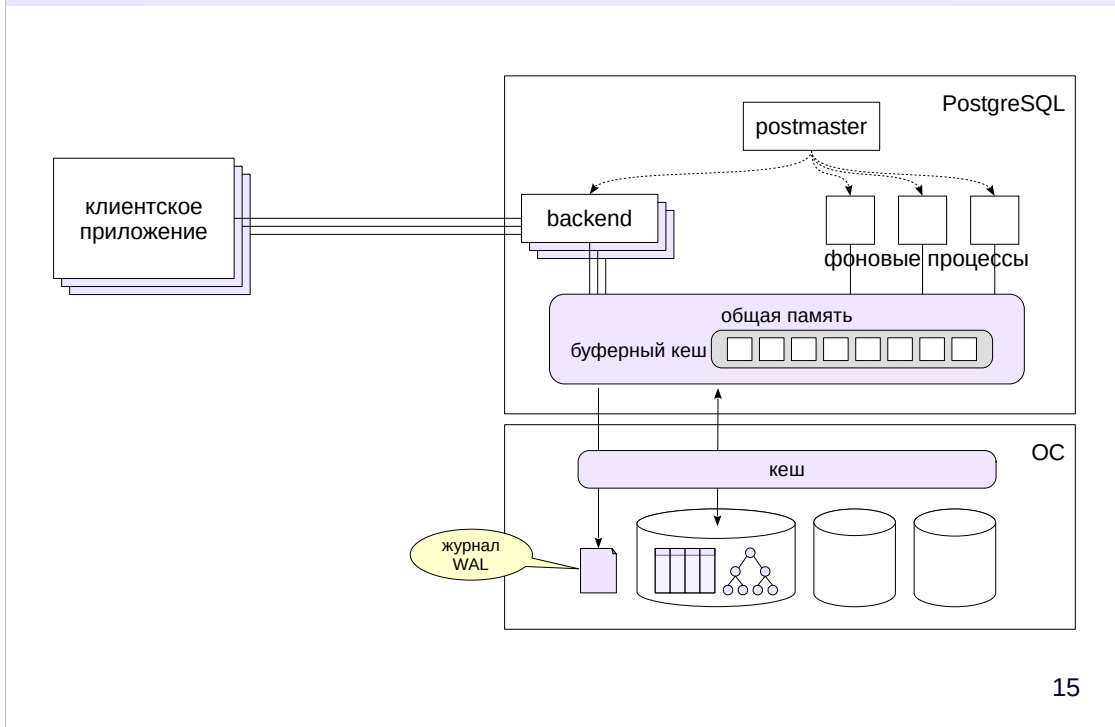 PostgreSQL
postmaster
клиентское
приложение
backend
фоновые процессы
общая память
буферный кеш
ОС
кеш
журнал
WAL
15